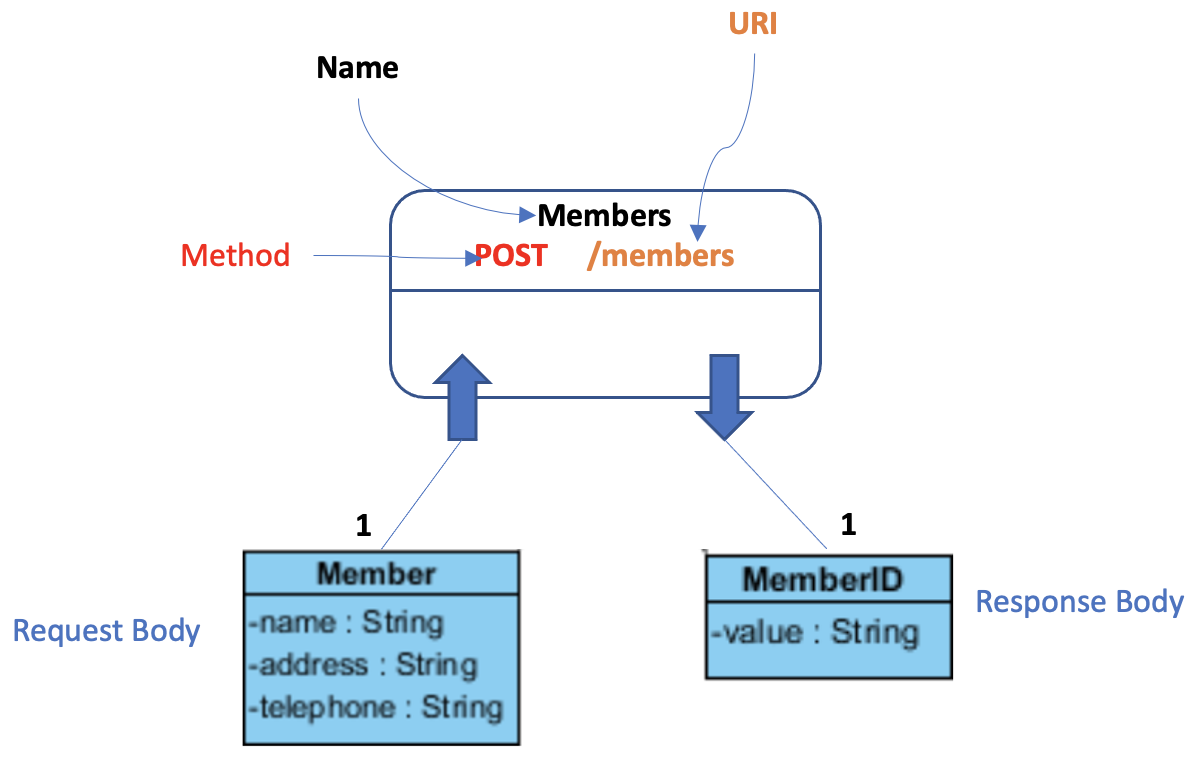 URI
Name
Members
Method
POST /members
1
1
Member
MemberID
-name : String
-value : String
Request Body
Response Body
-address : String
-telephone : String